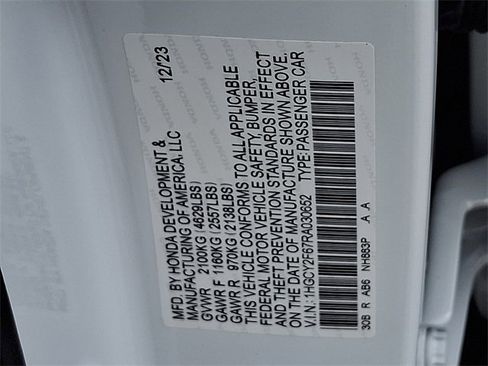 MFD. BY HONDA DEVELOPMENT & 12/23
MANUFACTURING OF AMERICA, LLC
GVWR 2100KG (4629LBS)
GAWR F 1160KG (2557LBS)
GAWR R 970KG (2138LBS)
THIS VEHICLE CONFORMS TO ALL APPLICABLE
FEDERAL MOTOR VEHICLE SAFETY, BUMPER,
AND THEFT PREVENTION STANDARDS IN EFFECT
ON THE DATE OF MANUFACTURE SHOWN ABOVE.
V.I.N.: 1HGCY2F67RA030652 TYPE: PASSENGER CAR
30B R AB6 NH883P A A